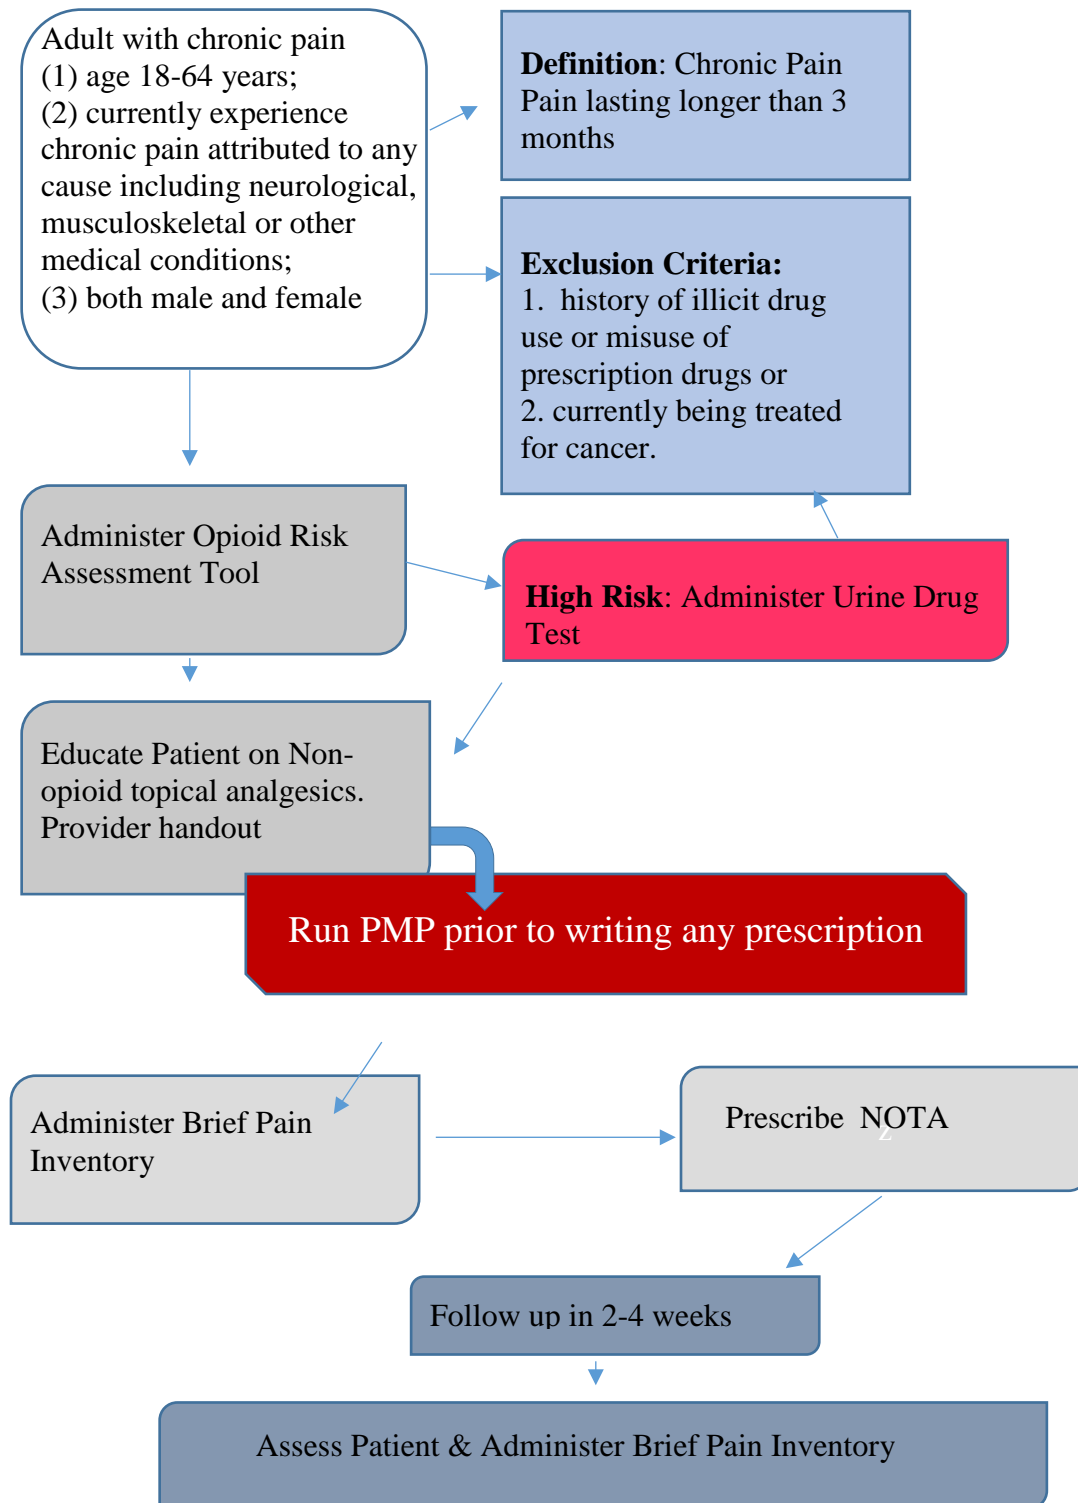 Adult with chronic pain
(1) age 18-64 years;
(2) currently experience
chronic pain attributed to any
cause including neurological,
musculoskeletal or other
medical conditions;
(3) both male and female
Definition: Chronic Pain
Pain lasting longer than 3
months
Exclusion Criteria:
1. history of illicit drug
use or misuse of
prescription drugs or
2. currently being treated
for cancer.
Administer Opioid Risk
Assessment Tool
High Risk: Administer Urine Drug
Test
Educate Patient on Non-
opioid topical analgesics.
Provider handout
Run PMP prior to writing any prescription
Administer Brief Pain
Inventory
Prescribe NOTA
z
Follow up in 2-4 weeks
Assess Patient & Administer Brief Pain Inventory